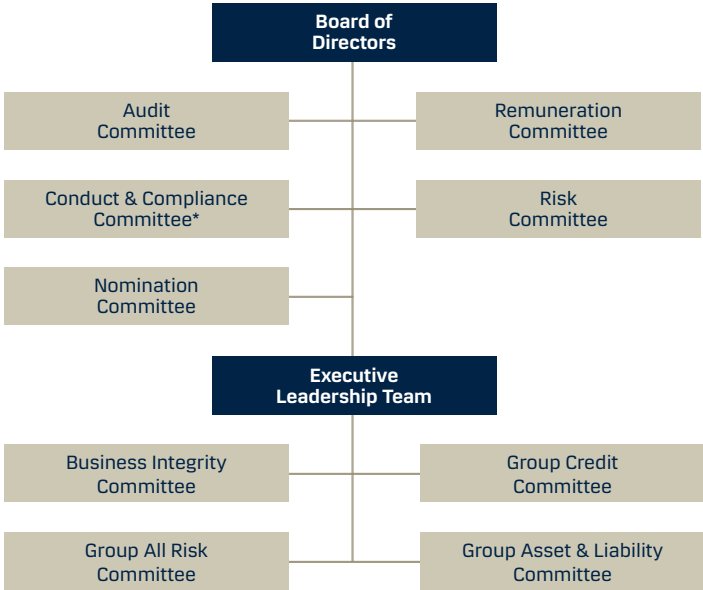 Board of
Directors
Audit
Committee
Remuneration
Committee
Conduct & Compliance
Committee*
Risk
Committee
Nomination
Committee
Executive
Leadership Team
Business Integrity
Committee
Group Credit
Committee
Group All Risk
Committee
Group Asset & Liability
Committee